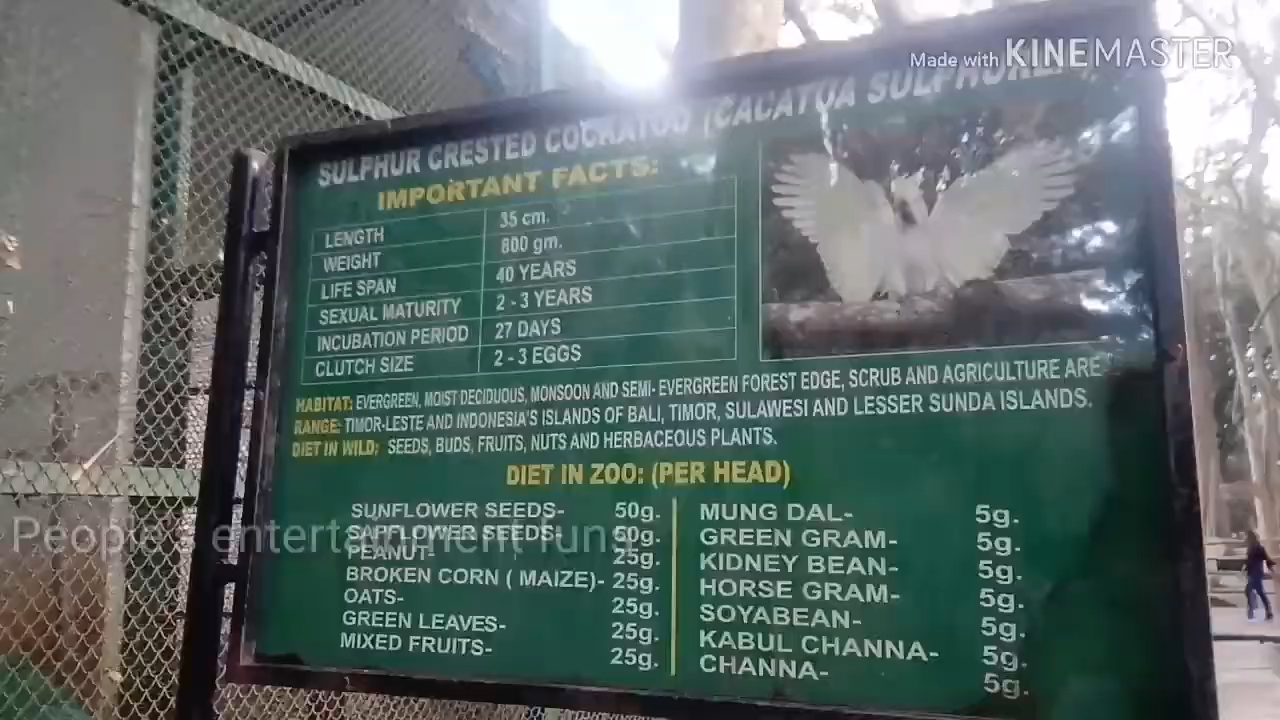 Made with KINEMASTER
SULPHUR CRESTED COCKATOO (CACATUA
IMPORTANT FACTS:
LENGTH 35 cm.
WEIGHT 800 gm.
LIFE SPAN 40 YEARS
SEXUAL MATURITY 2 - 3 YEARS
INCUBATION PERIOD 27 DAYS
CLUTCH SIZE 2 - 3 EGGS
HABITAT: EVERGREEN, MOIST DECIDUOUS, MONSOON AND SEMI- EVERGREEN FOREST EDGE, SCRUB AND AGRICULTURE ARE
RANGE: TIMOR-LESTE AND INDONESIA'S ISLANDS OF BALI, TIMOR, SULAWESI AND LESSER SUNDA ISLANDS.
DIET IN WILD: SEEDS, BUDS, FRUITS, NUTS AND HERBACEOUS PLANTS.
DIET IN ZOO: (PER HEAD)
SUNFLOWER SEEDS- 50g.
SAFFLOWER SEEDS- 50g.
PEANUT- 25g.
BROKEN CORN ( MAIZE)- 25g.
OATS- 25g.
GREEN LEAVES- 25g.
MIXED FRUITS- 25g.
MUNG DAL- 5g.
GREEN GRAM- 5g.
KIDNEY BEAN- 5g.
HORSE GRAM- 5g.
SOYABEAN- 5g.
KABUL CHANNA- 5g.
CHANNA- 5g.
People's entertainment fun